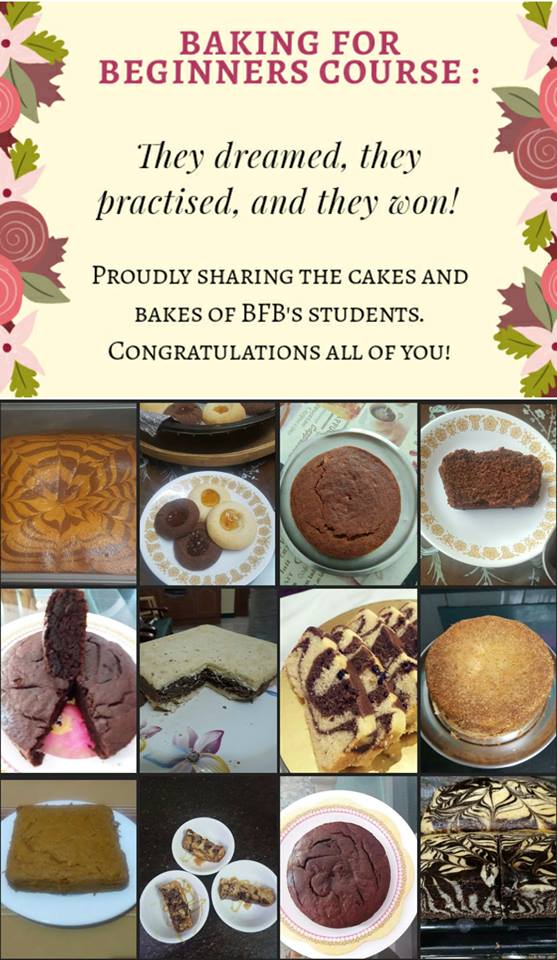 BAKING FOR
BEGINNERS COURSE :
They dreamed, they
practised, and they won!
Proudly sharing the cakes and
bakes of BFB's students.
Congratulations all of you!